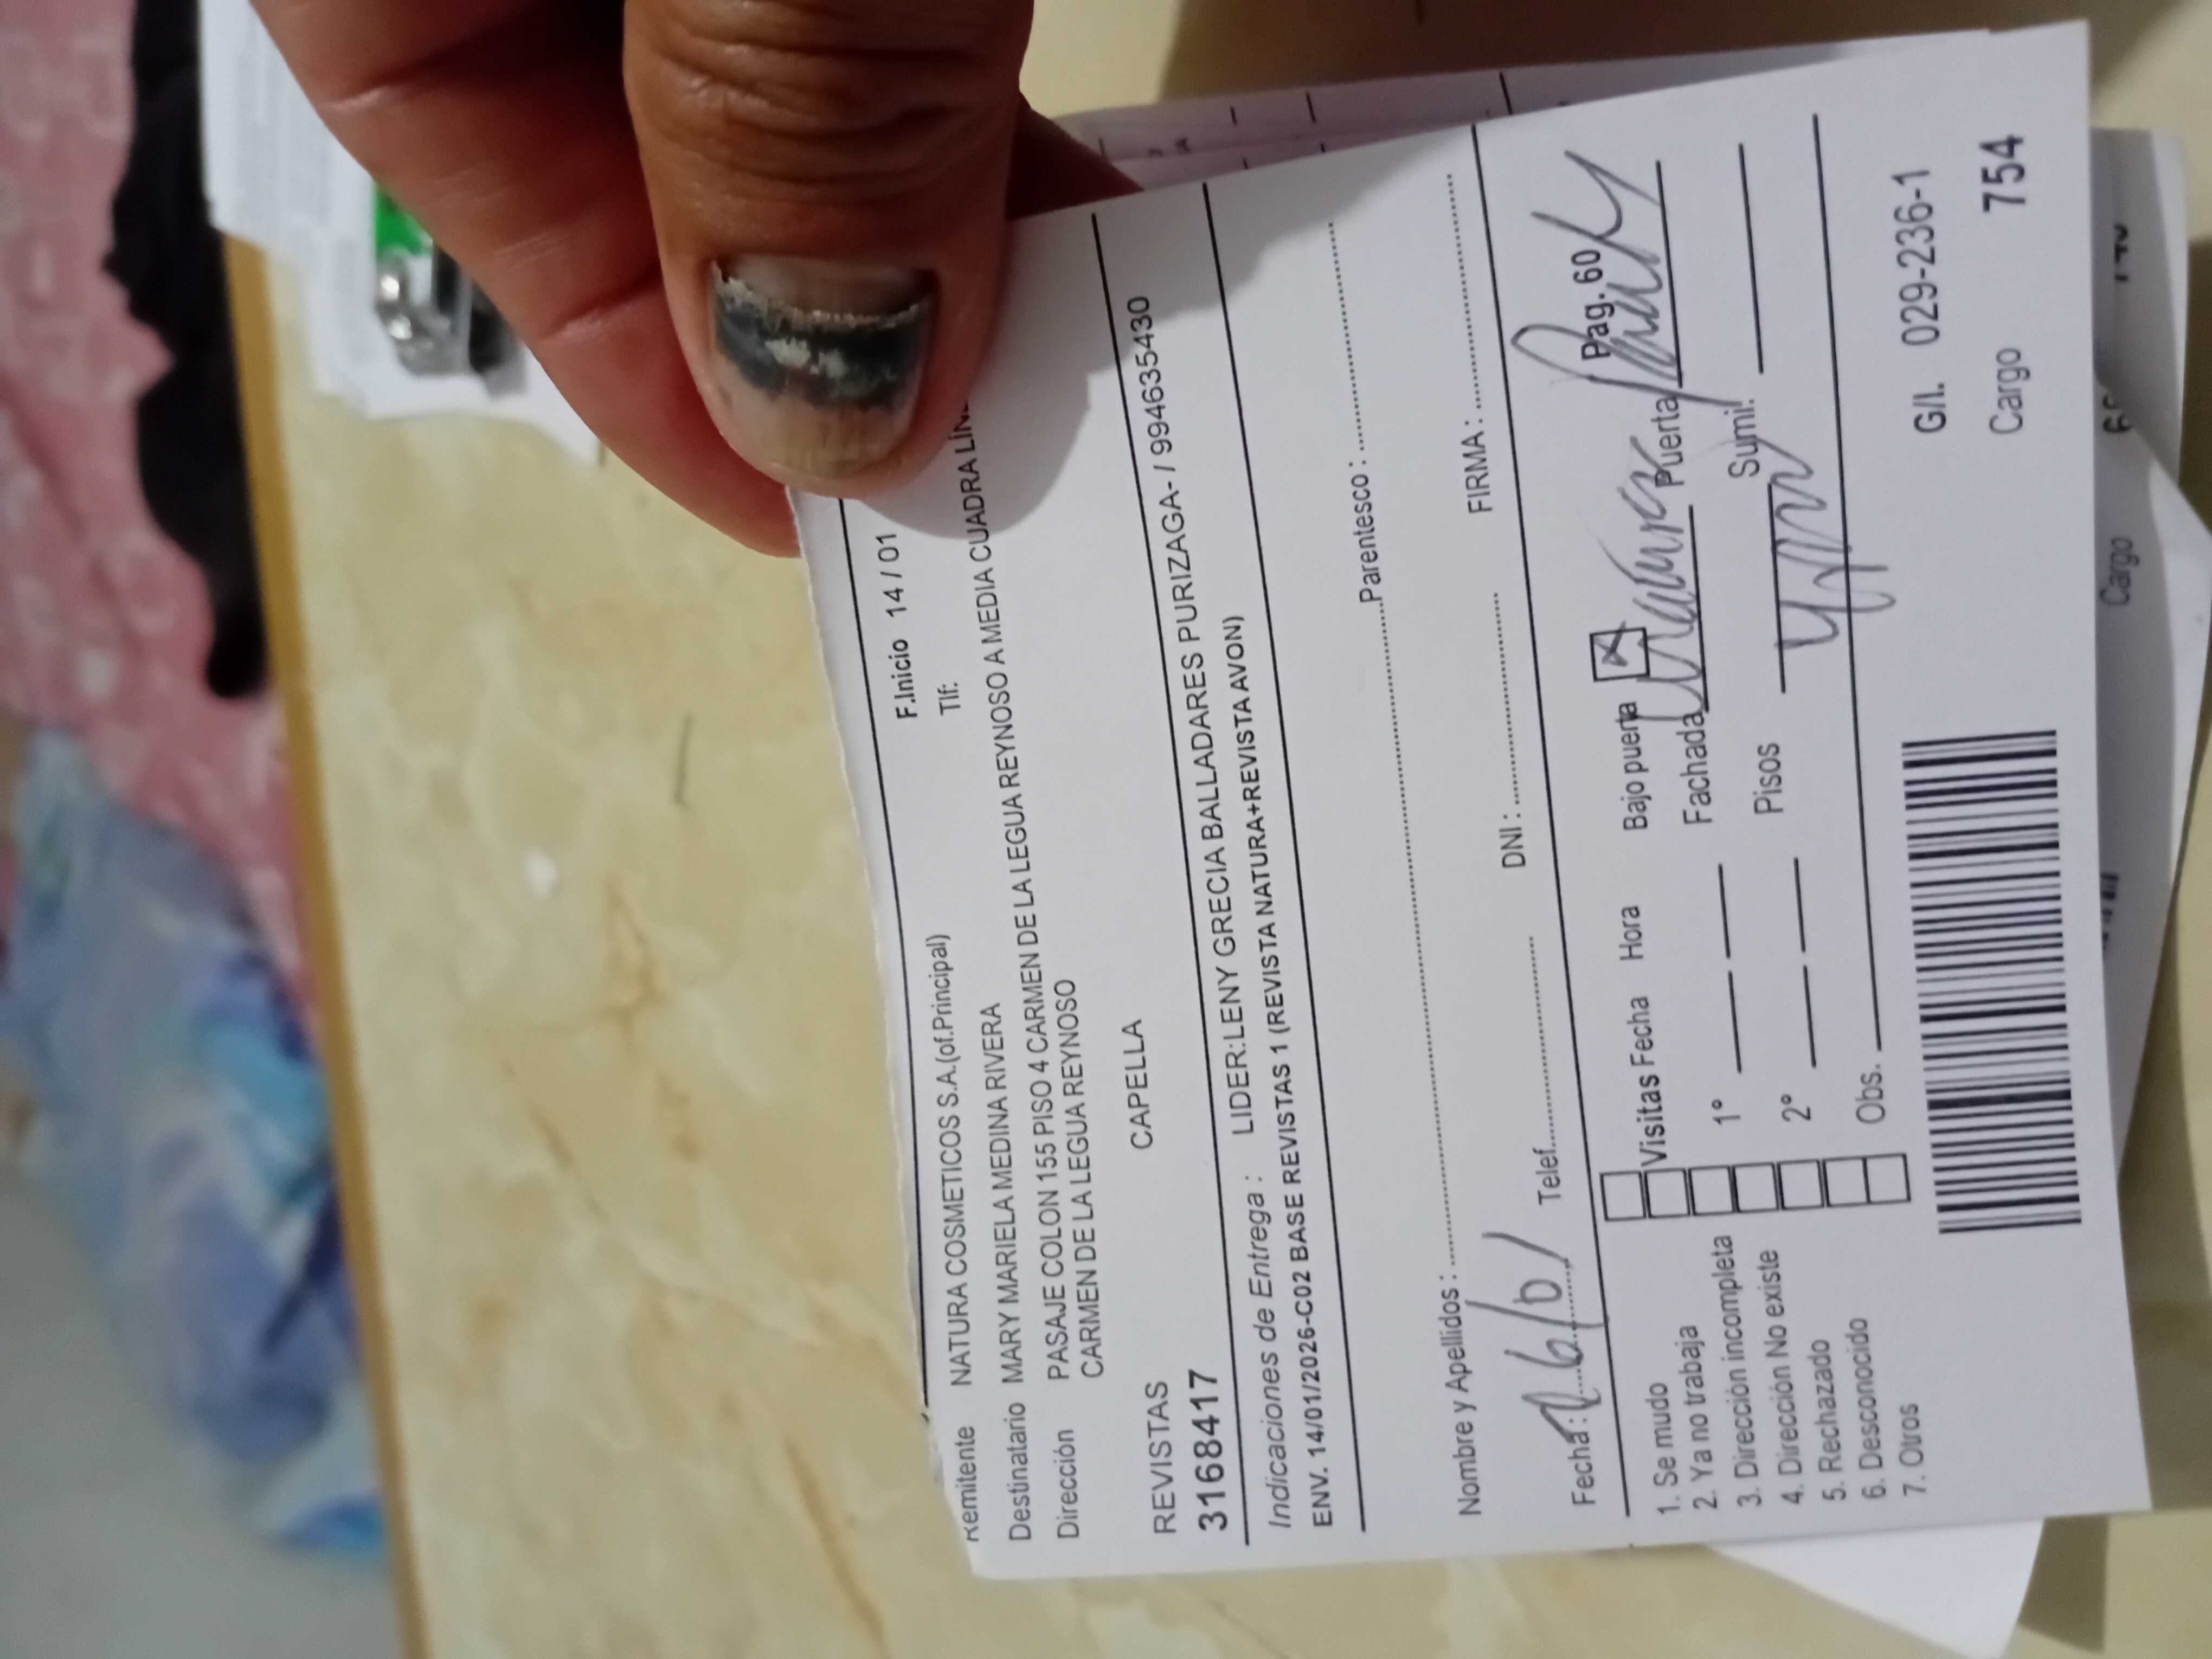 F.Inicio 14 / 01
Remitente NATURA COSMETICOS S.A.(of.Principal) Tlf:
Destinatario MARY MARIELA MEDINA RIVERA
Dirección PASAJE COLON 155 PISO 4 CARMEN DE LA LEGUA REYNOSO A MEDIA CUADRA
CARMEN DE LA LEGUA REYNOSO
REVISTAS CAPELLA
3168417
Indicaciones de Entrega : LIDER:LENY GRECIA BALLADARES PURIZAGA- / 994635430
ENV. 14/01/2026-C02 BASE REVISTAS 1 (REVISTA NATURA+REVISTA AVON)
Parentesco :
Nombre y Apellidos :
Fecha : 16/01 Telef. DNI : FIRMA :
Pag. 60
1. Se mudo
2. Ya no trabaja
3. Dirección incompleta
4. Dirección No existe
5. Rechazado
6. Desconocido
7. Otros
Visitas Fecha Hora Bajo puerta X
1° Fachada Puerta
2° Pisos Sumi.
Obs.
G/I. 029-236-1
Cargo 754
Cargo